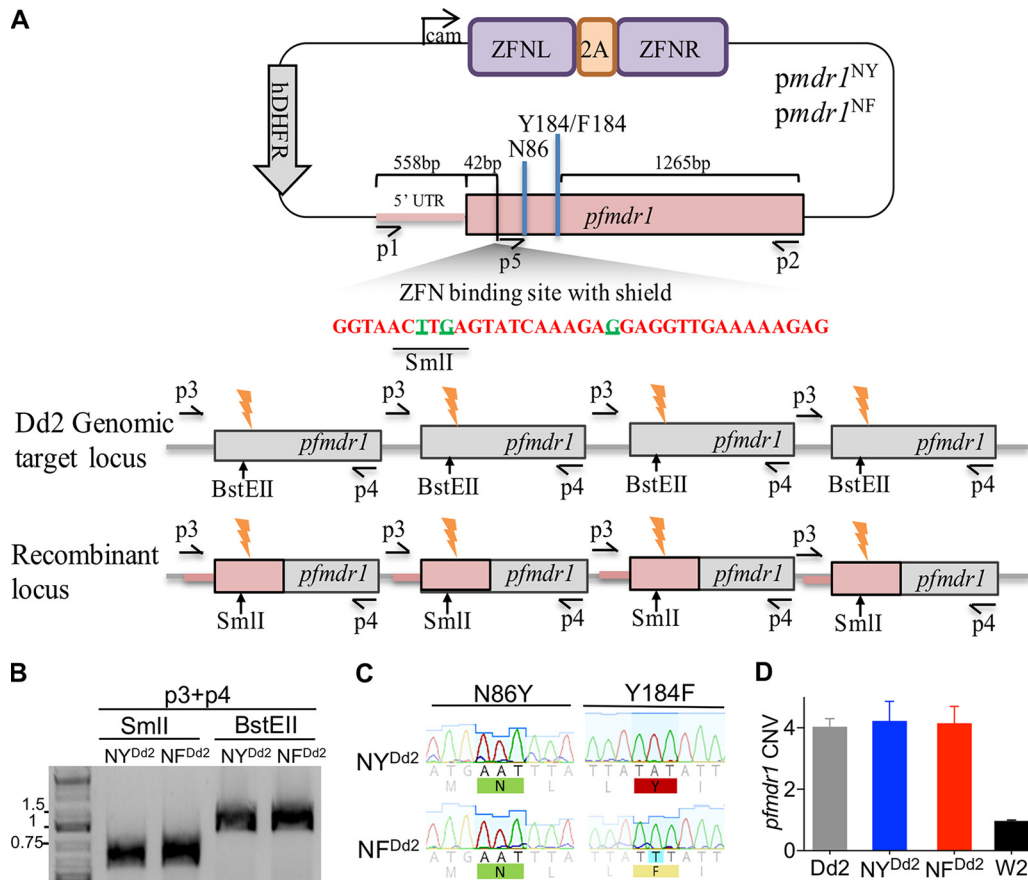 A
cam
ZFNL 2A ZFNR
hDHFR
pmdr1NY
pmdr1NF
Y184/F184
N86
558bp 42bp 1265bp
5' UTR
pfmdr1
p1 p5 p2
ZFN binding site with shield
GGTAACTTGAGTATCAAAGAGGAGGTTGAAAAAGAG
SmlI
p3 p3 p3 p3
Dd2 Genomic
target locus
pfmdr1 pfmdr1 pfmdr1 pfmdr1
BstEII p4 BstEII p4 BstEII p4 BstEII p4
p3 p3 p3 p3
Recombinant
locus
pfmdr1 pfmdr1 pfmdr1 pfmdr1
SmlI p4 SmlI p4 SmlI p4 SmlI p4
B
p3+p4
SmlI BstEII
NYDd2 NFDd2 NYDd2 NFDd2
1.5
1
0.75
C
N86Y Y184F
NYDd2
ATGAATTTA TTATATATT
M N L L Y I
NFDd2
ATGAATTTA TTATTTATT
M N L L F I
D
pfmdr1 CNV
4
2
0
Dd2 NYDd2 NFDd2 W2